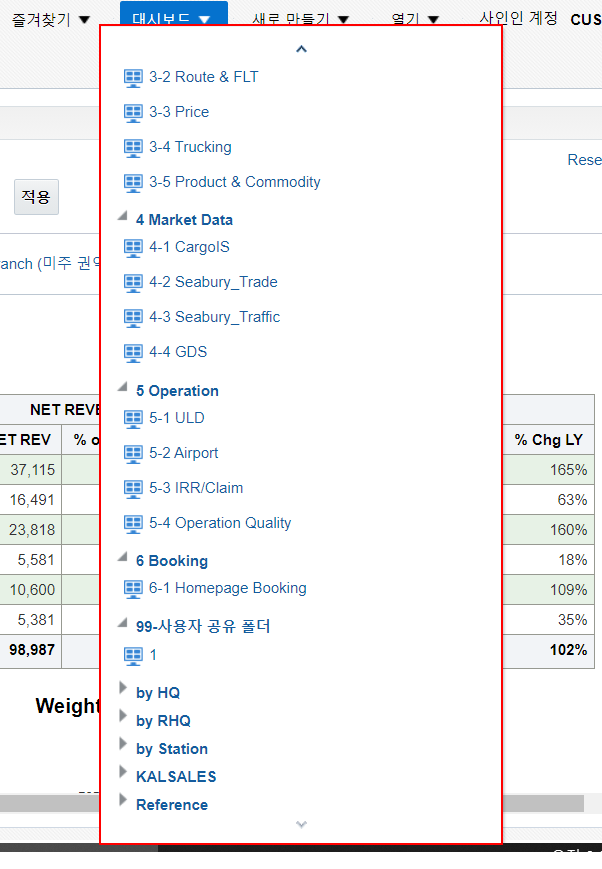 즐겨찾기 대시보드 새로 만들기 열기 사인인 계정 CUS
3-2 Route & FLT
3-3 Price
3-4 Trucking
Rese
3-5 Product & Commodity
적용
4 Market Data
4-1 CargoIS
anch (미주 권역
4-2 Seabury_Trade
4-3 Seabury_Traffic
4-4 GDS
5 Operation
NET REVE
5-1 ULD
ET REV % o % Chg LY
5-2 Airport
37,115 165%
5-3 IRR/Claim
16,491 63%
5-4 Operation Quality
23,818 160%
6 Booking
5,581 18%
6-1 Homepage Booking
10,600 109%
99-사용자 공유 폴더
5,381 35%
1
98,987 102%
by HQ
Weight
by RHQ
by Station
KALSALES
Reference